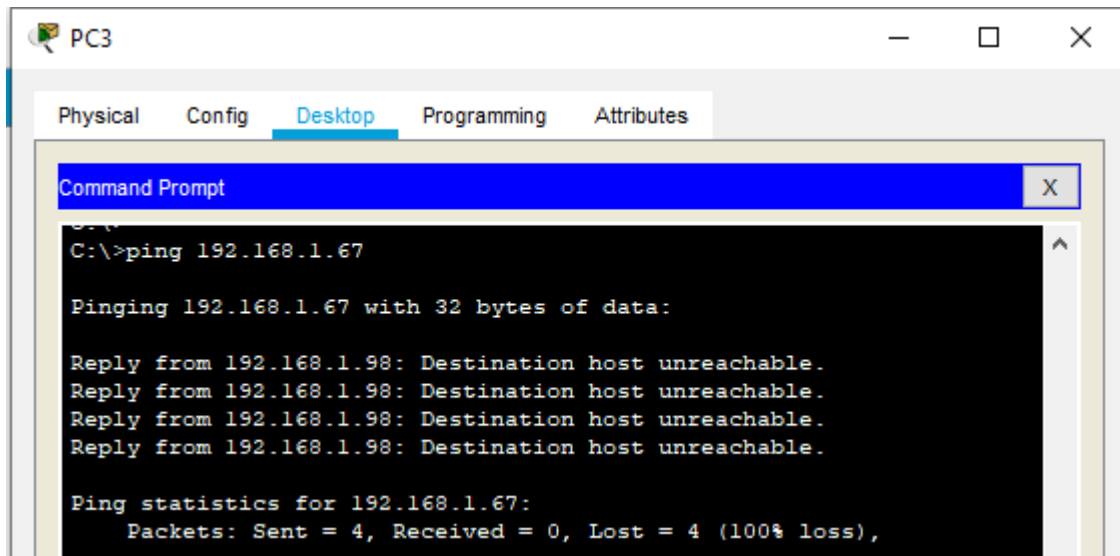 PC3
Physical Config Desktop Programming Attributes
Command Prompt X
C:\>ping 192.168.1.67
Pinging 192.168.1.67 with 32 bytes of data:
Reply from 192.168.1.98: Destination host unreachable.
Reply from 192.168.1.98: Destination host unreachable.
Reply from 192.168.1.98: Destination host unreachable.
Reply from 192.168.1.98: Destination host unreachable.
Ping statistics for 192.168.1.67:
Packets: Sent = 4, Received = 0, Lost = 4 (100% loss),